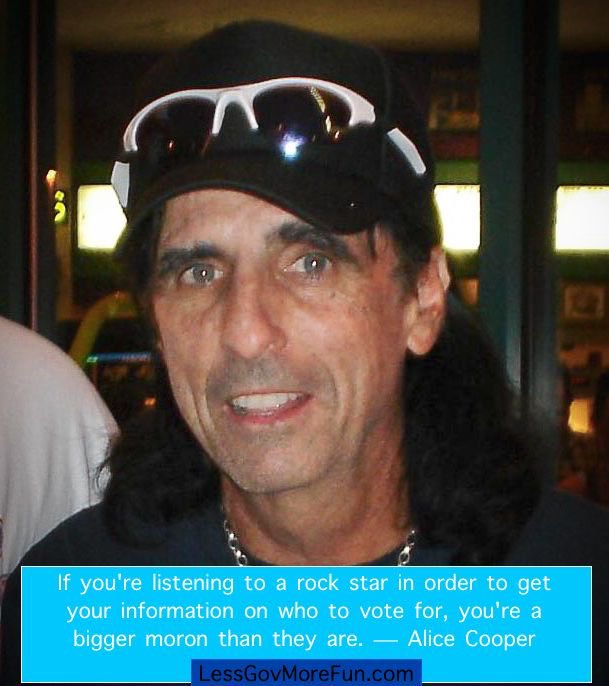 If you're listening to a rock star in order to get
your information on who to vote for, you're a
bigger moron than they are. — Alice Cooper
LessGovMoreFun.com